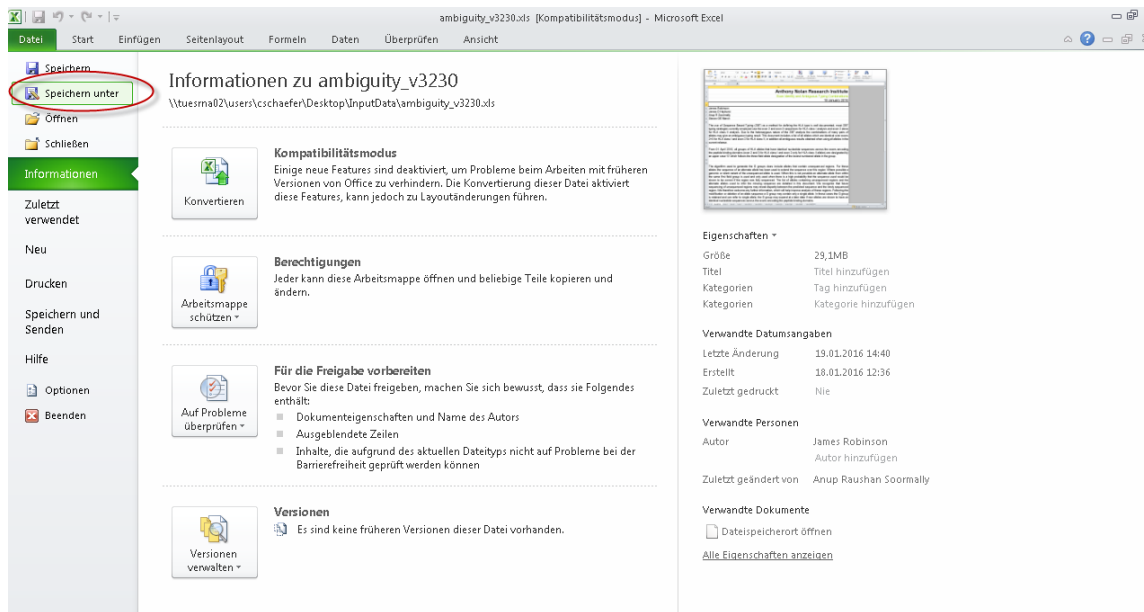 ambiguity_v3230.xls [Kompatibilitätsmodus] - Microsoft Excel
Datei Start Einfügen Seitenlayout Formeln Daten Überprüfen Ansicht
Speichern
Speichern unter
Öffnen
Schließen
Informationen
Zuletzt
verwendet
Neu
Drucken
Speichern und
Senden
Hilfe
Optionen
Beenden
Informationen zu ambiguity_v3230
\\tuesrna02\users\cschaefer\Desktop\InputData\ambiguity_v3230.xls
Konvertieren
Kompatibilitätsmodus
Einige neue Features sind deaktiviert, um Probleme beim Arbeiten mit früheren
Versionen von Office zu verhindern. Die Konvertierung dieser Datei aktiviert
diese Features, kann jedoch zu Layoutänderungen führen.
Arbeitsmappe
schützen
Berechtigungen
Jeder kann diese Arbeitsmappe öffnen und beliebige Teile kopieren und
ändern.
Auf Probleme
überprüfen
Für die Freigabe vorbereiten
Bevor Sie diese Datei freigeben, machen Sie sich bewusst, dass sie Folgendes
enthält:
Dokumenteigenschaften und Name des Autors
Ausgeblendete Zeilen
Inhalte, die aufgrund des aktuellen Dateityps nicht auf Probleme bei der
Barrierefreiheit geprüft werden können
Versionen
verwalten
Versionen
Es sind keine früheren Versionen dieser Datei vorhanden.
Anthony Nolan Research Institute
Eigenschaften
Größe 29,1MB
Titel Titel hinzufügen
Kategorien Tag hinzufügen
Kategorien Kategorie hinzufügen
Verwandte Datumsangaben
Letzte Änderung 19.01.2016 14:40
Erstellt 18.01.2016 12:36
Zuletzt gedruckt Nie
Verwandte Personen
Autor James Robinson
Autor hinzufügen
Zuletzt geändert von Anup Raushan Soormally
Verwandte Dokumente
Dateispeicherort öffnen
Alle Eigenschaften anzeigen